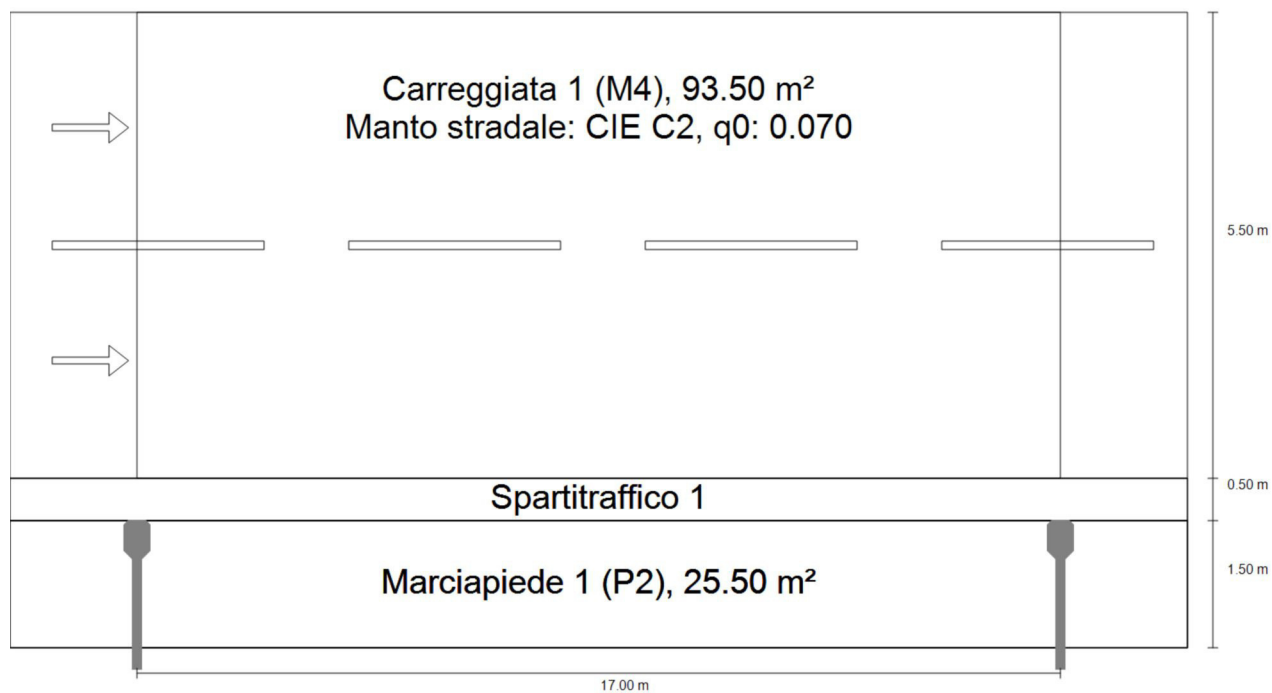 Carreggiata 1 (M4), 93.50 m²
Manto stradale: CIE C2, q0: 0.070
5.50 m
Spartitraffico 1
0.50 m
Marciapiede 1 (P2), 25.50 m²
1.50 m
17.00 m